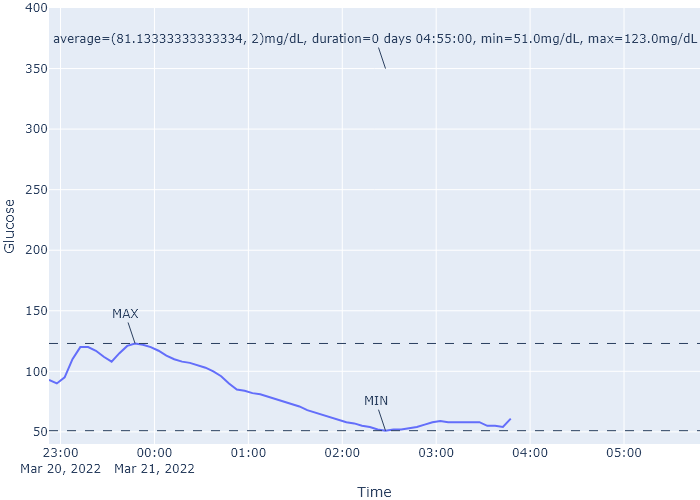 400
average=(81.13333333333334, 2)mg/dL, duration=0 days 04:55:00, min=51.0mg/dL, max=123.0mg/dL
350
300
250
200
150
100
50
Glucose
MAX
MIN
23:00 00:00 01:00 02:00 03:00 04:00 05:00
Mar 20, 2022 Mar 21, 2022
Time